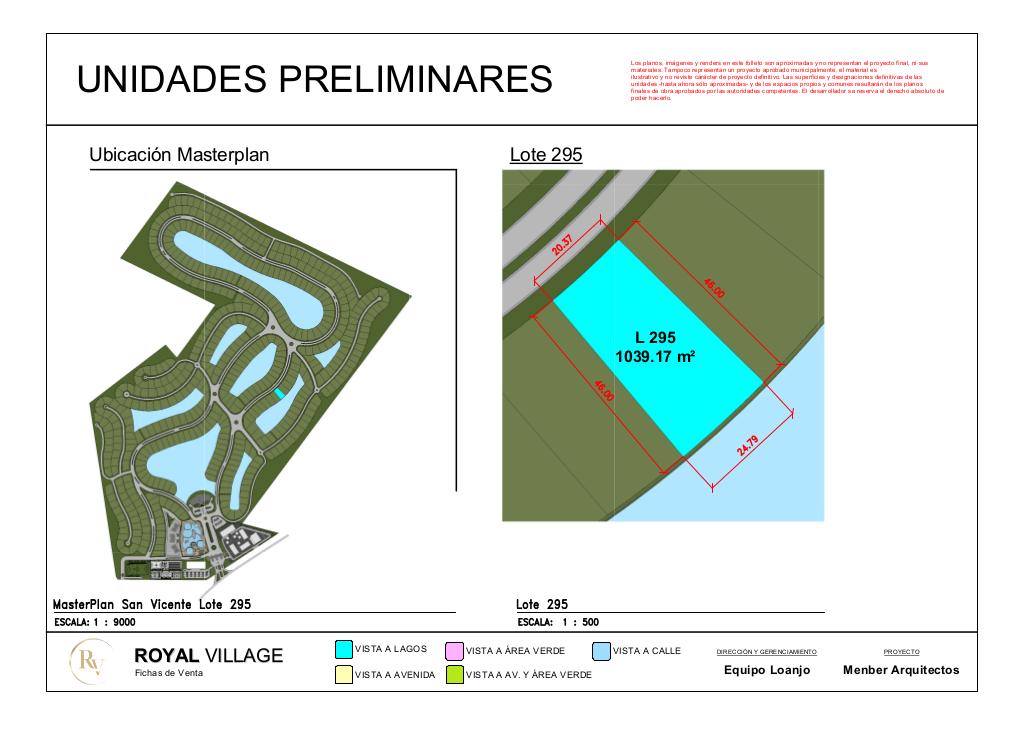 UNIDADES PRELIMINARES
Los planos, imágenes y renders en este folleto son aproximadas y no representan el proyecto final, ni sus
materiales. Tampoco representan un proyecto aprobado municipalmente, el material es
ilustrativo y no reviste carácter de proyecto definitivo. Las superficies y designaciones definitivas de las
unidades -hasta ahora sólo aproximadas- y de los espacios propios y comunes resultarán de los planos
finales de obra aprobados por las autoridades competentes. El desarrollador se reserva el derecho absoluto de
poder hacerlo.
Ubicación Masterplan
Lote 295
20.37
46.00
L 295
1039.17 m²
46.00
24.79
MasterPlan San Vicente Lote 295
ESCALA: 1 : 9000
Lote 295
ESCALA: 1 : 500
RV
ROYAL VILLAGE
Fichas de Venta
VISTA A LAGOS
VISTA A ÁREA VERDE
VISTA A CALLE
VISTA A AVENIDA
VISTA A AV. Y ÁREA VERDE
DIRECCIÓN Y GERENCIAMIENTO
Equipo Loanjo
PROYECTO
Menber Arquitectos